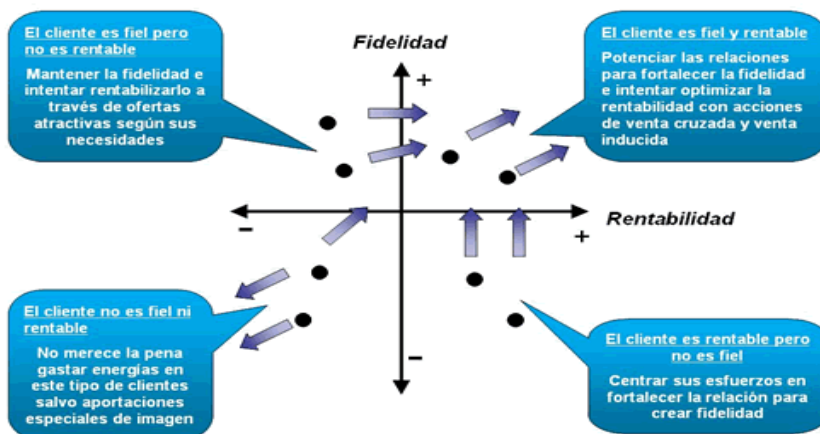 El cliente es fiel pero
no es rentable
Mantener la fidelidad e
intentar rentabilizarlo a
través de ofertas
atractivas según sus
necesidades
Fidelidad
+
El cliente es fiel y rentable
Potenciar las relaciones
para fortalecer la fidelidad
e intentar optimizar la
rentabilidad con acciones
de venta cruzada y venta
inducida
–
Rentabilidad
+
El cliente no es fiel ni
rentable
No merece la pena
gastar energías en
este tipo de clientes
salvo aportaciones
especiales de imagen
–
El cliente es rentable pero
no es fiel
Centrar sus esfuerzos en
fortalecer la relación para
crear fidelidad